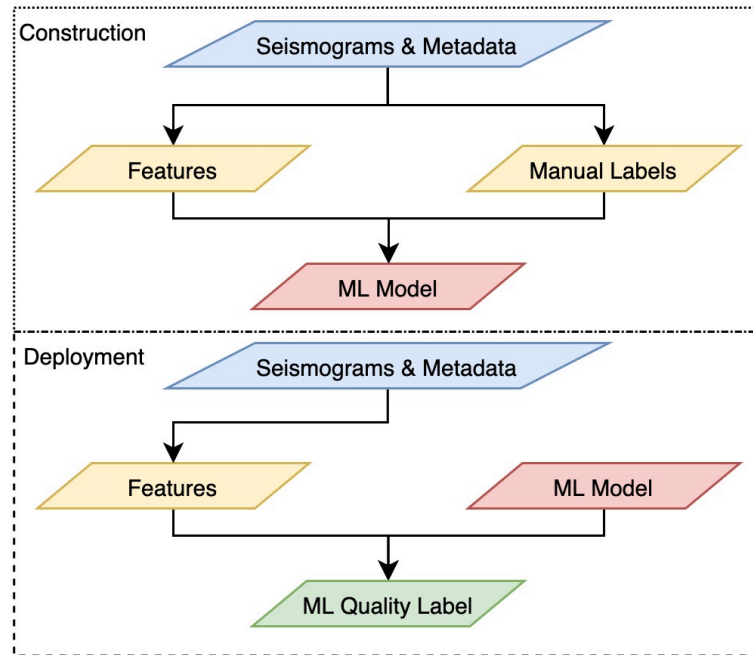 Construction
Seismograms & Metadata
Features
Manual Labels
ML Model
Deployment
Seismograms & Metadata
Features
ML Model
ML Quality Label